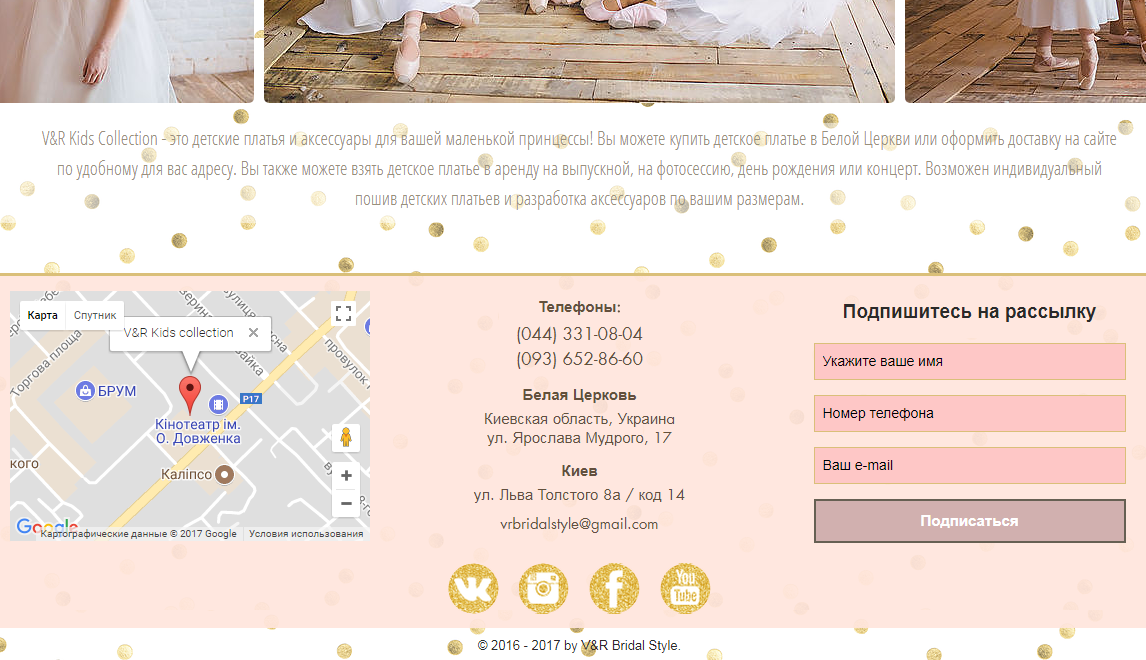 V&R Kids Collection - это детские платья и аксессуары для вашей маленькой принцессы! Вы можете купить детское платье в Белой Церкви или оформить доставку на сайте
по удобному для вас адресу. Вы также можете взять детское платье в аренду на выпускной, на фотосессию, день рождения или концерт. Возможен индивидуальный
пошив детских платьев и разработка аксессуаров по вашим размерам.
Карта Спутник
V&R Kids collection
Торгова площа
БРУМ
Р17
провулок
Кінотеатр ім.
О. Довженка
кого
Каліпсо
Google
Картографические данные © 2017 Google Условия использования
Телефоны:
(044) 331-08-04
(093) 652-86-60
Белая Церковь
Киевская область, Украина
ул. Ярослава Мудрого, 17
Киев
ул. Льва Толстого 8а / код 14
vrbridalstyle@gmail.com
Подпишитесь на рассылку
Укажите ваше имя
Номер телефона
Ваш e-mail
Подписаться
You
Tube
© 2016 - 2017 by V&R Bridal Style.